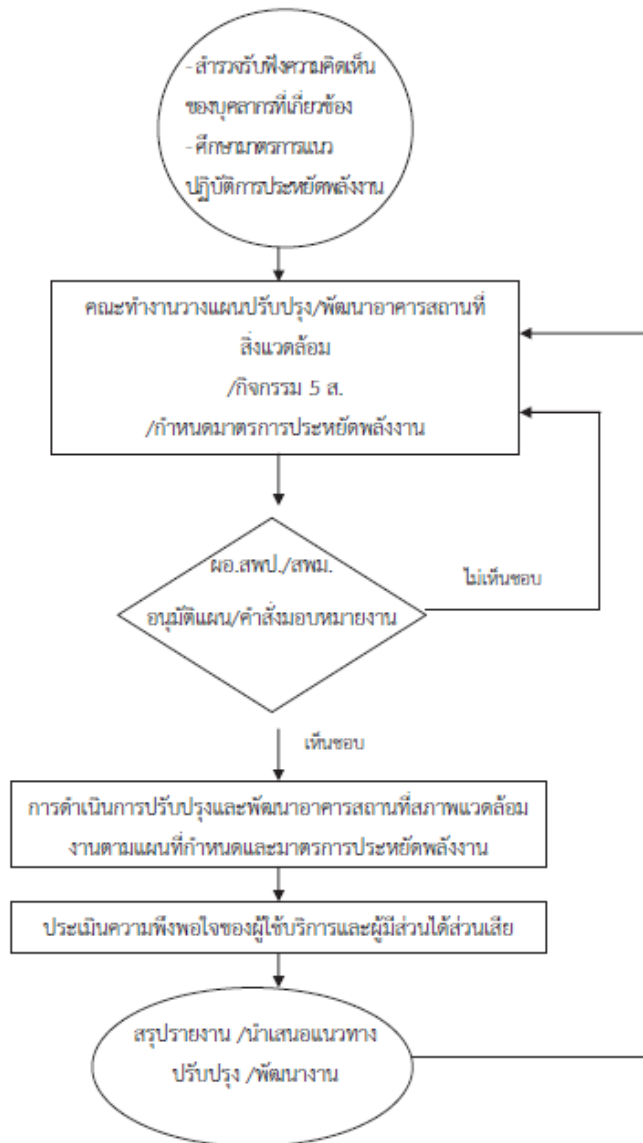 - สำรวจรับฟังความคิดเห็น
ของบุคลากรที่เกี่ยวข้อง
- ศึกษามาตรการแนว
ปฏิบัติการประหยัดพลังงาน
คณะทำงานวางแผนปรับปรุง/พัฒนาอาคารสถานที่
สิ่งแวดล้อม
/กิจกรรม 5 ส.
/กำหนดมาตรการประหยัดพลังงาน
ผอ.สพป./สพม.
อนุมัติแผน/คำสั่งมอบหมายงาน
ไม่เห็นชอบ
เห็นชอบ
การดำเนินการปรับปรุงและพัฒนาอาคารสถานที่สภาพแวดล้อม
งานตามแผนที่กำหนดและมาตรการประหยัดพลังงาน
ประเมินความพึงพอใจของผู้ใช้บริการและผู้มีส่วนได้ส่วนเสีย
สรุปรายงาน /นำเสนอแนวทาง
ปรับปรุง /พัฒนางาน